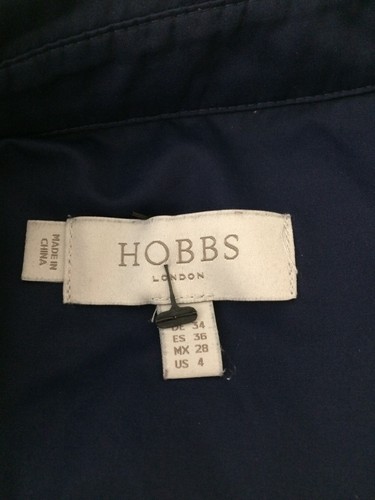 HOBBS
LONDON
MADE IN
CHINA
DE 34
ES 36
MX 28
US 4